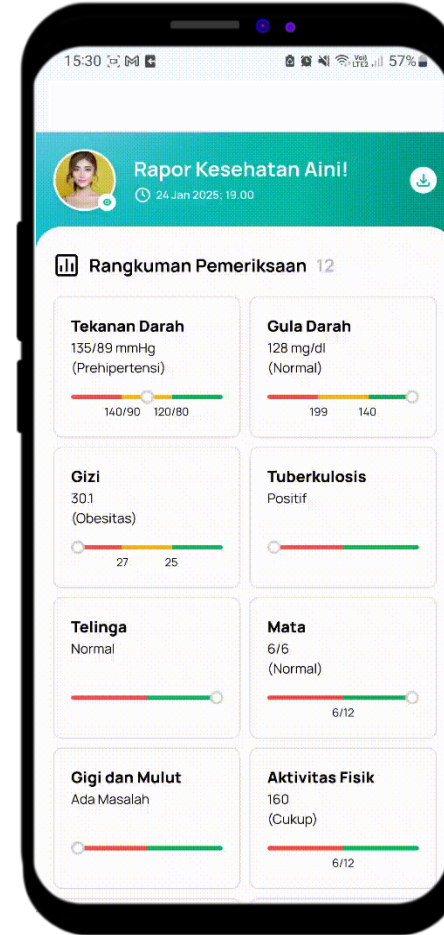 15:30
LTE2 57%
Rapor Kesehatan Aini!
24 Jan 2025; 19.00
Rangkuman Pemeriksaan 12
Tekanan Darah
135/89 mmHg
(Prehipertensi)
140/90 120/80
Gula Darah
128 mg/dl
(Normal)
199 140
Gizi
30.1
(Obesitas)
27 25
Tuberkulosis
Positif
Telinga
Normal
Mata
6/6
(Normal)
6/12
Gigi dan Mulut
Ada Masalah
Aktivitas Fisik
160
(Cukup)
6/12